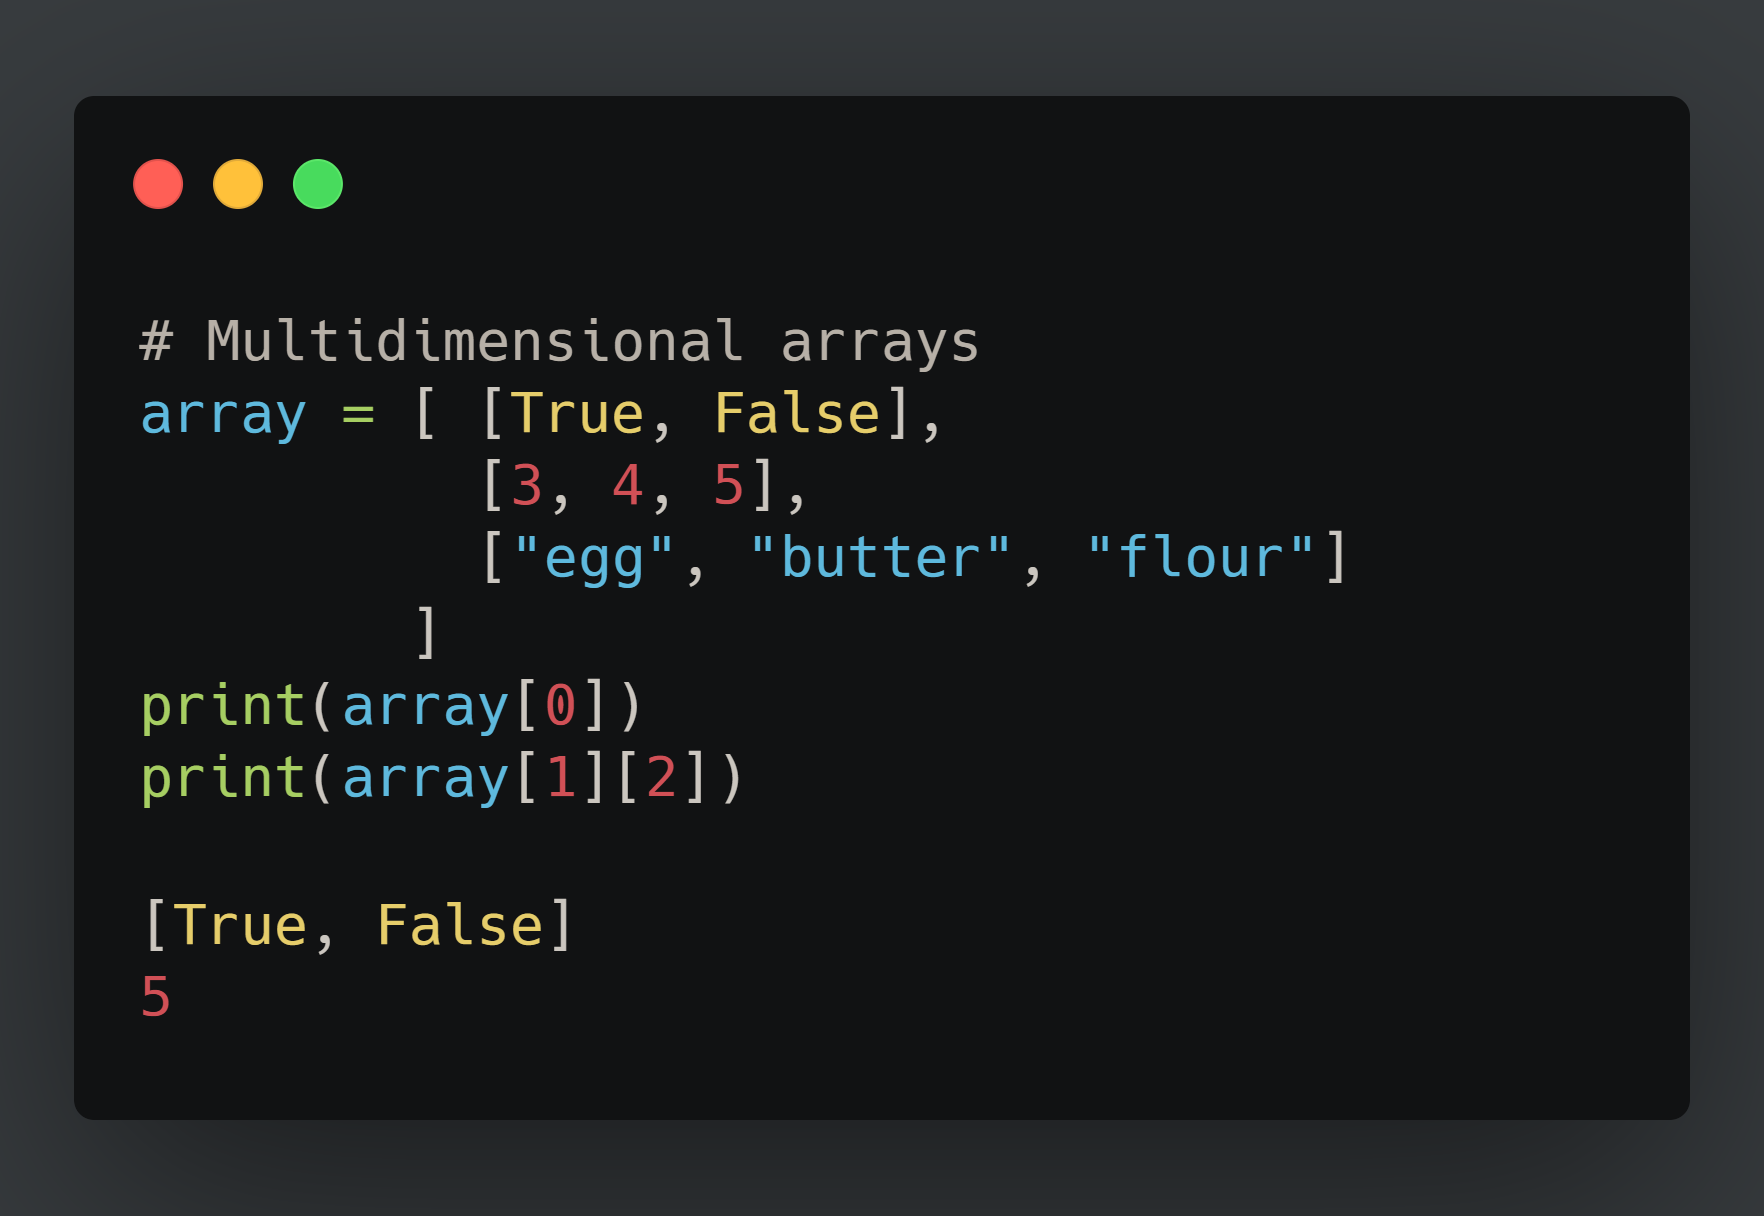 # Multidimensional arrays
array = [ [True, False],
          [3, 4, 5],
          ["egg", "butter", "flour"]
        ]
print(array[0])
print(array[1][2])

[True, False]
5